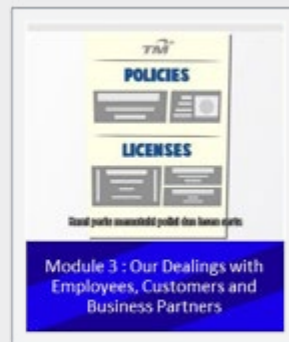 TM
POLICIES
LICENSES
Module 3 : Our Dealings with
Employees, Customers and
Business Partners